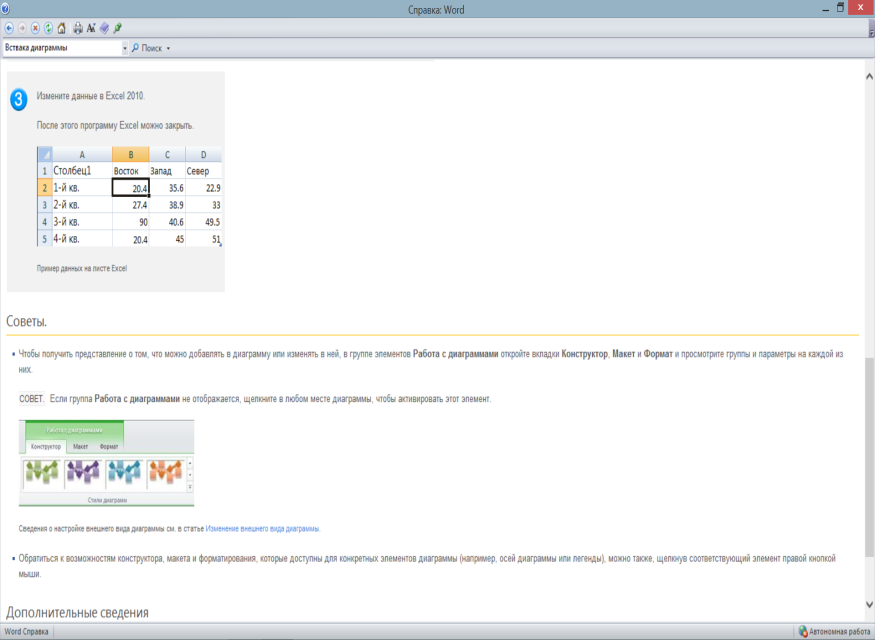 Справка: Word
Вствака диаграммы
Поиск
3
Измените данные в Excel 2010.
После этого программу Excel можно закрыть.
A B C D
1 Столбец1 Восток Запад Север
2 1-й кв. 20.4 35.6 22.9
3 2-й кв. 27.4 38.9 33
4 3-й кв. 90 40.6 49.5
5 4-й кв. 20.4 45 51
Пример данных на листе Excel
Советы.
Чтобы получить представление о том, что можно добавлять в диаграмму или изменять в ней, в группе элементов Работа с диаграммами откройте вкладки Конструктор, Макет и Формат и просмотрите группы и параметры на каждой из
них.
СОВЕТ. Если группа Работа с диаграммами не отображается, щелкните в любом месте диаграммы, чтобы активировать этот элемент.
Работа с диаграммами
Конструктор Макет Формат
Стили диаграмм
Сведения о настройке внешнего вида диаграммы см. в статье Изменение внешнего вида диаграммы.
Обратиться к возможностям конструктора, макета и форматирования, которые доступны для конкретных элементов диаграммы (например, осей диаграммы или легенды), можно также, щелкнув соответствующий элемент правой кнопкой
мыши.
Дополнительные сведения
Word Справка
Автономная работа